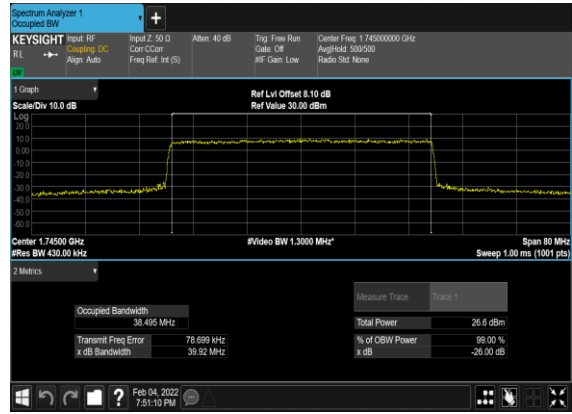 Spectrum Analyzer 1
Occupied BW
+
KEYSIGHT Input: RF Input Z: 50 Ω Atten: 40 dB Trig: Free Run Center Freq: 1.745000000 GHz
RL Coupling: DC Corr CCorr Gate: Off Avg|Hold: 500/500
Align: Auto Freq Ref: Int (S) #IF Gain: Low Radio Std: None
1 Graph
Ref Lvl Offset 8.10 dB
Scale/Div 10.0 dB Ref Value 30.00 dBm
Log
20.0
10.0
0.00
-10.0
-20.0
-30.0
-40.0
-50.0
-60.0
Center 1.74500 GHz #Video BW 1.3000 MHz* Span 80 MHz
#Res BW 430.00 kHz Sweep 1.00 ms (1001 pts)
2 Metrics
Measure Trace Trace 1
Occupied Bandwidth
38.495 MHz Total Power 26.6 dBm
Transmit Freq Error 78.699 kHz % of OBW Power 99.00 %
x dB Bandwidth 39.92 MHz x dB -26.00 dB
? Feb 04, 2022
7:51:10 PM